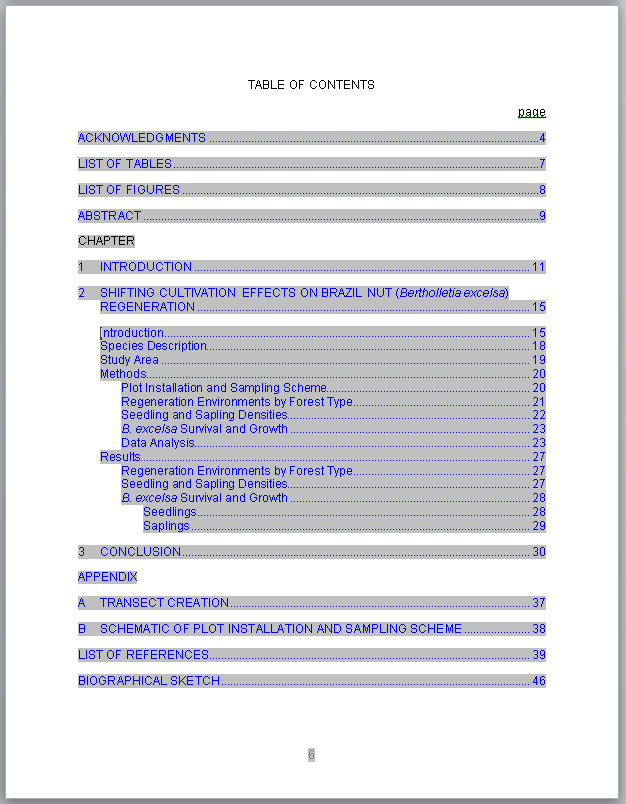 TABLE OF CONTENTS
page
ACKNOWLEDGMENTS ........ 4
LIST OF TABLES ........ 7
LIST OF FIGURES ........ 8
ABSTRACT ........ 9
CHAPTER
1 INTRODUCTION ........ 11
2 SHIFTING CULTIVATION EFFECTS ON BRAZIL NUT (Bertholletia excelsa)
REGENERATION ........ 15
Introduction ........ 15
Species Description ........ 18
Study Area ........ 19
Methods ........ 20
Plot Installation and Sampling Scheme ........ 20
Regeneration Environments by Forest Type ........ 21
Seedling and Sapling Densities ........ 22
B. excelsa Survival and Growth ........ 23
Data Analysis ........ 23
Results ........ 27
Regeneration Environments by Forest Type ........ 27
Seedling and Sapling Densities ........ 27
B. excelsa Survival and Growth ........ 28
Seedlings ........ 28
Saplings ........ 29
3 CONCLUSION ........ 30
APPENDIX
A TRANSECT CREATION ........ 37
B SCHEMATIC OF PLOT INSTALLATION AND SAMPLING SCHEME ........ 38
LIST OF REFERENCES ........ 39
BIOGRAPHICAL SKETCH ........ 46
6